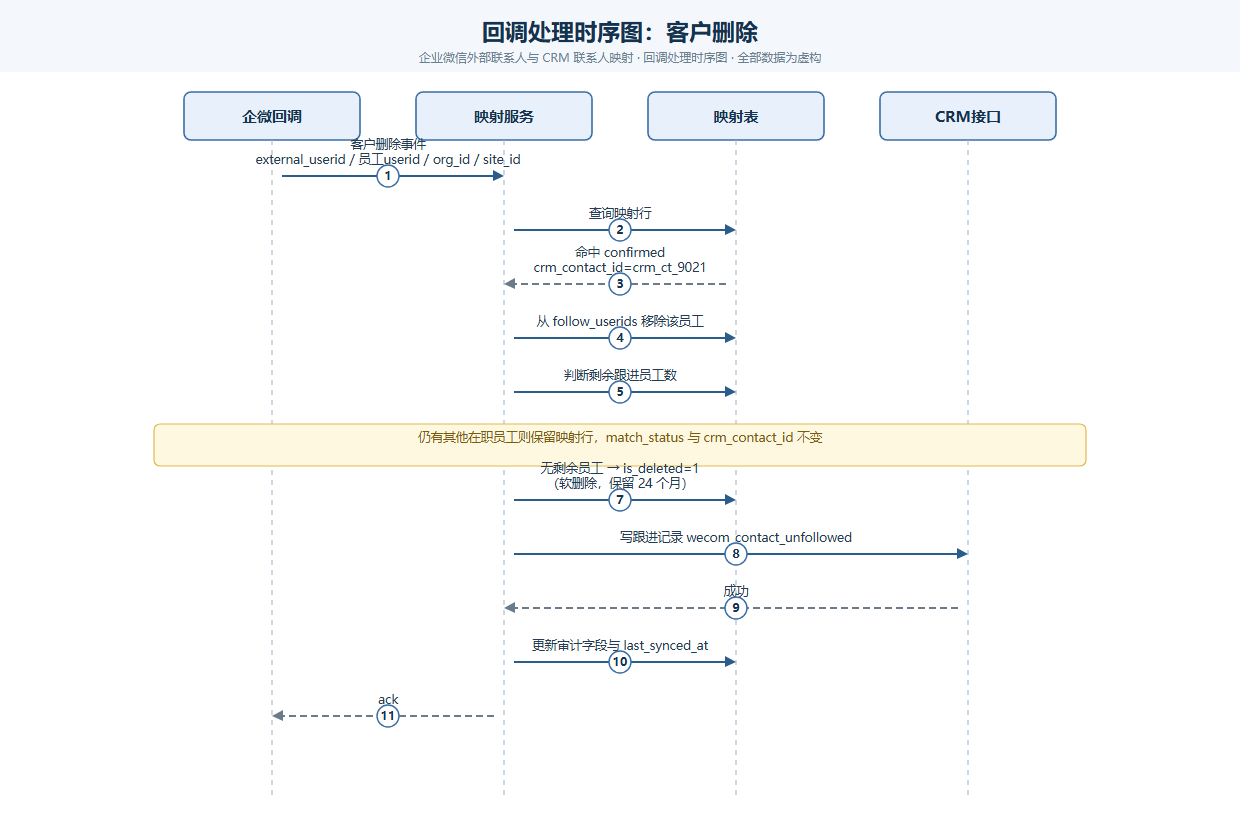 回调处理时序图：客户删除
企业微信外部联系人与 CRM 联系人映射 · 回调处理时序图 · 全部数据为虚构
企微回调
映射服务
映射表
CRM接口
客户删除事件
external_userid / 员工userid / org_id / site_id
1
查询映射行
2
命中 confirmed
crm_contact_id=crm_ct_9021
3
从 follow_userids 移除该员工
4
判断剩余跟进员工数
5
仍有其他在职员工则保留映射行，match_status 与 crm_contact_id 不变
无剩余员工 → is_deleted=1
（软删除，保留 24 个月）
7
写跟进记录 wecom_contact_unfollowed
8
成功
9
更新审计字段与 last_synced_at
10
ack
11